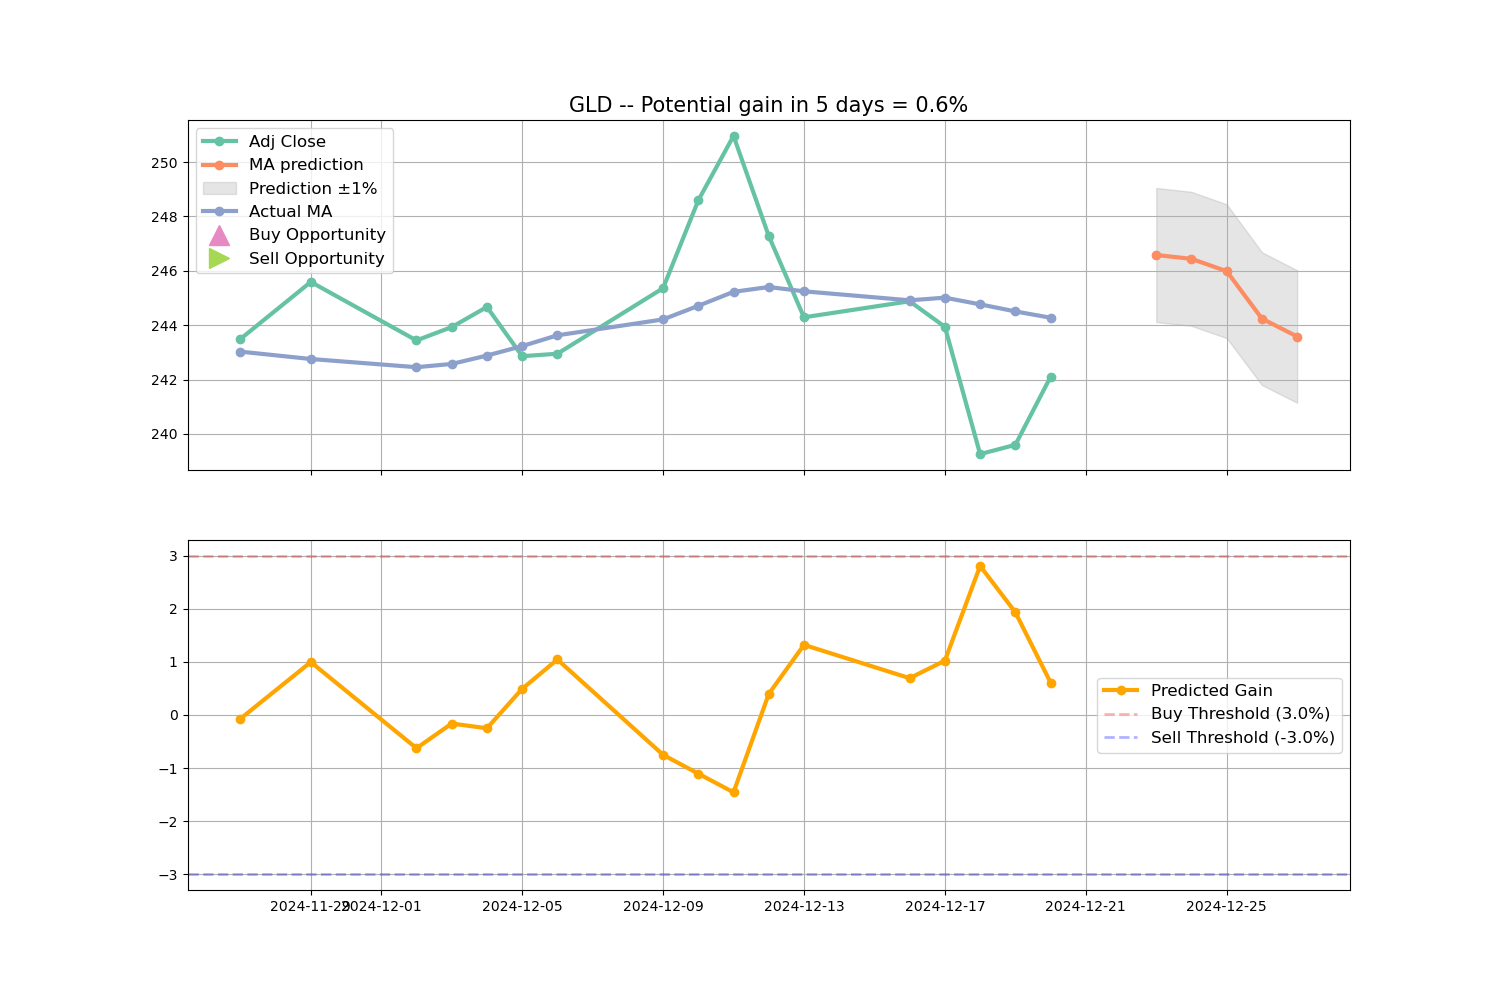 GLD -- Potential gain in 5 days = 0.6%
Adj Close
MA prediction
Prediction ±1%
Actual MA
Buy Opportunity
Sell Opportunity
250
248
246
244
242
240
3
2
1
0
−1
−2
−3
Predicted Gain
Buy Threshold (3.0%)
Sell Threshold (-3.0%)
2024-11-29 2024-12-01 2024-12-05 2024-12-09 2024-12-13 2024-12-17 2024-12-21 2024-12-25